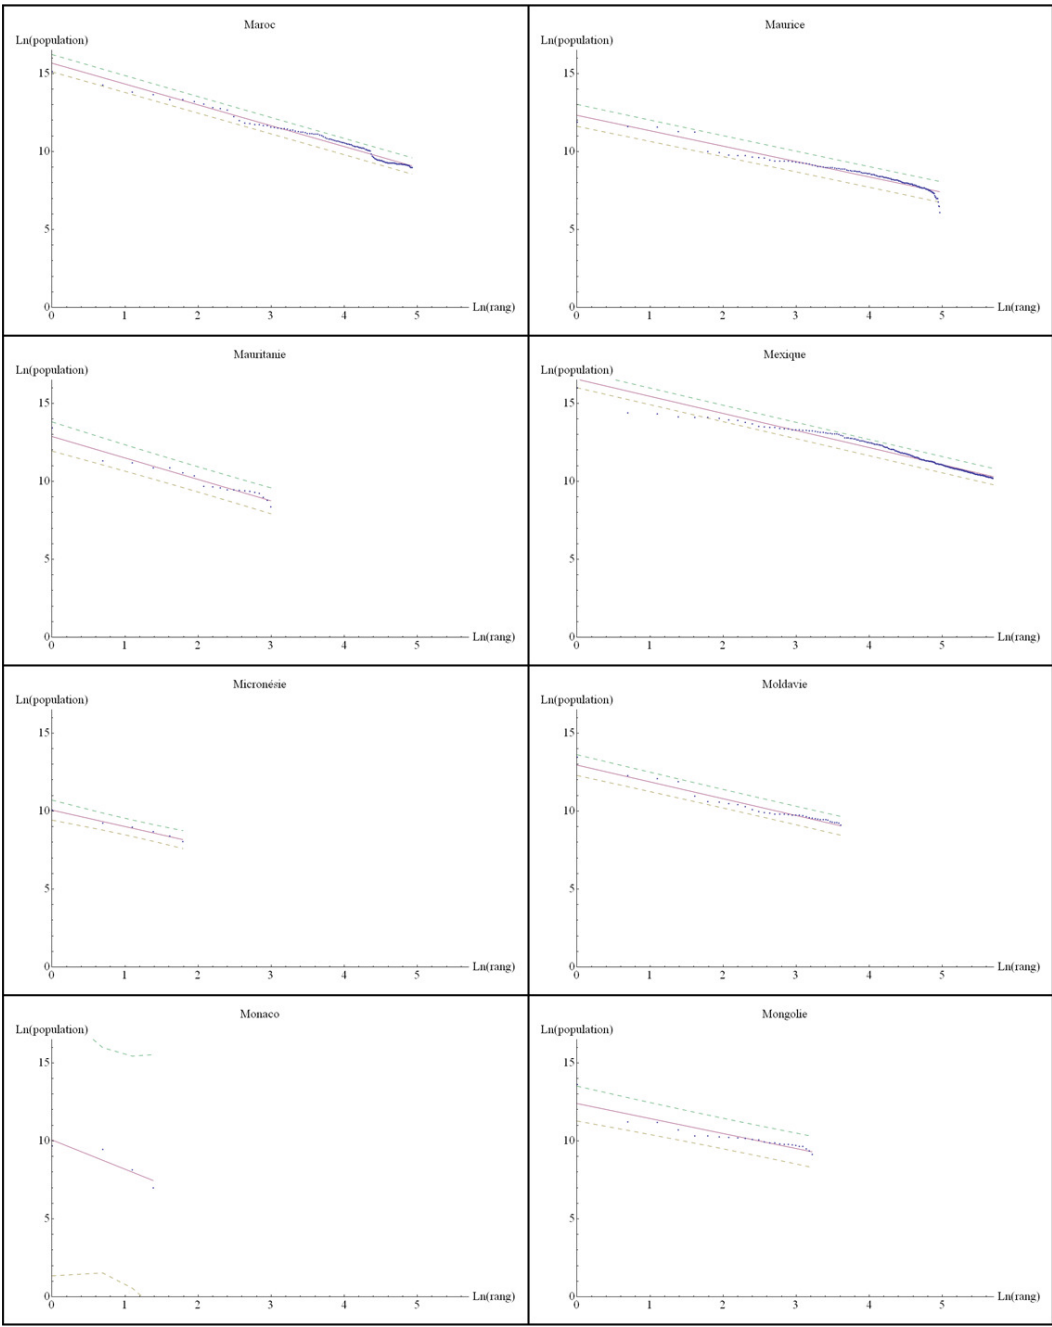 Maroc
Ln(population)
15
10
5
0
0 1 2 3 4 5 Ln(rang)
Maurice
Ln(population)
15
10
5
0
0 1 2 3 4 5 Ln(rang)
Mauritanie
Ln(population)
15
10
5
0
0 1 2 3 4 5 Ln(rang)
Mexique
Ln(population)
15
10
5
0
0 1 2 3 4 5 Ln(rang)
Micronésie
Ln(population)
15
10
5
0
0 1 2 3 4 5 Ln(rang)
Moldavie
Ln(population)
15
10
5
0
0 1 2 3 4 5 Ln(rang)
Monaco
Ln(population)
15
10
5
0
0 1 2 3 4 5 Ln(rang)
Mongolie
Ln(population)
15
10
5
0
0 1 2 3 4 5 Ln(rang)